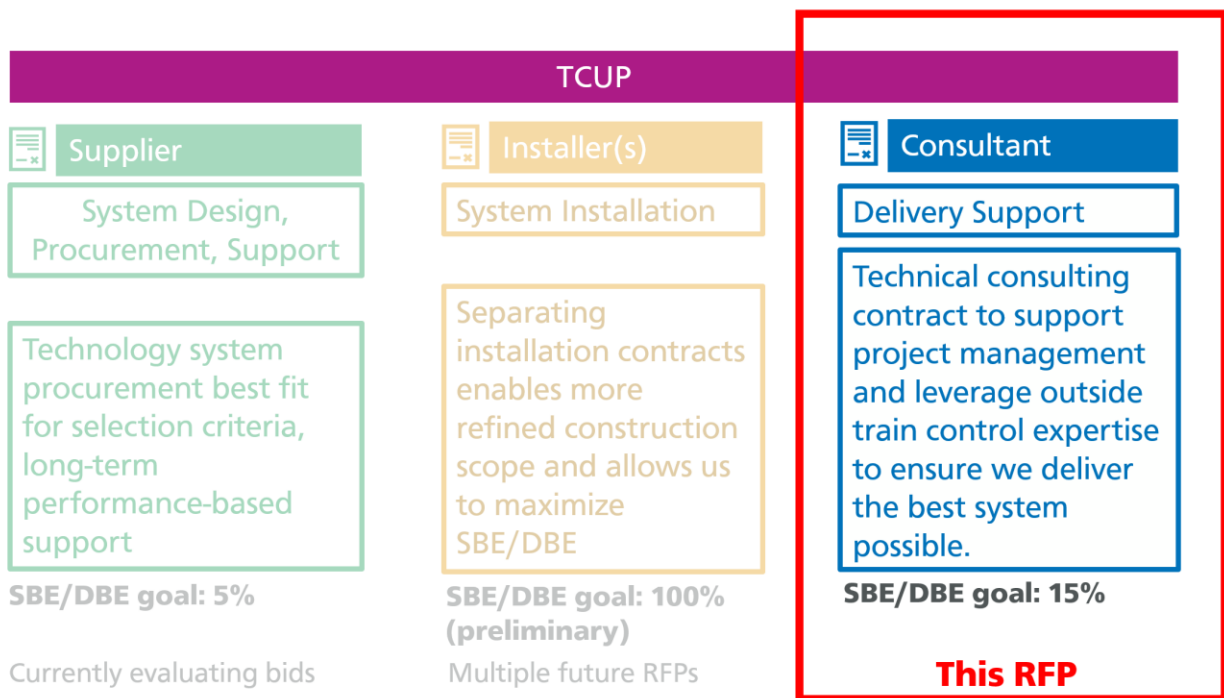 TCUP
Supplier
System Design,
Procurement, Support
Technology system
procurement best fit
for selection criteria,
long-term
performance-based
support
SBE/DBE goal: 5%
Currently evaluating bids
Installer(s)
System Installation
Separating
installation contracts
enables more
refined construction
scope and allows us
to maximize
SBE/DBE
SBE/DBE goal: 100%
(preliminary)
Multiple future RFPs
Consultant
Delivery Support
Technical consulting
contract to support
project management
and leverage outside
train control expertise
to ensure we deliver
the best system
possible.
SBE/DBE goal: 15%
This RFP